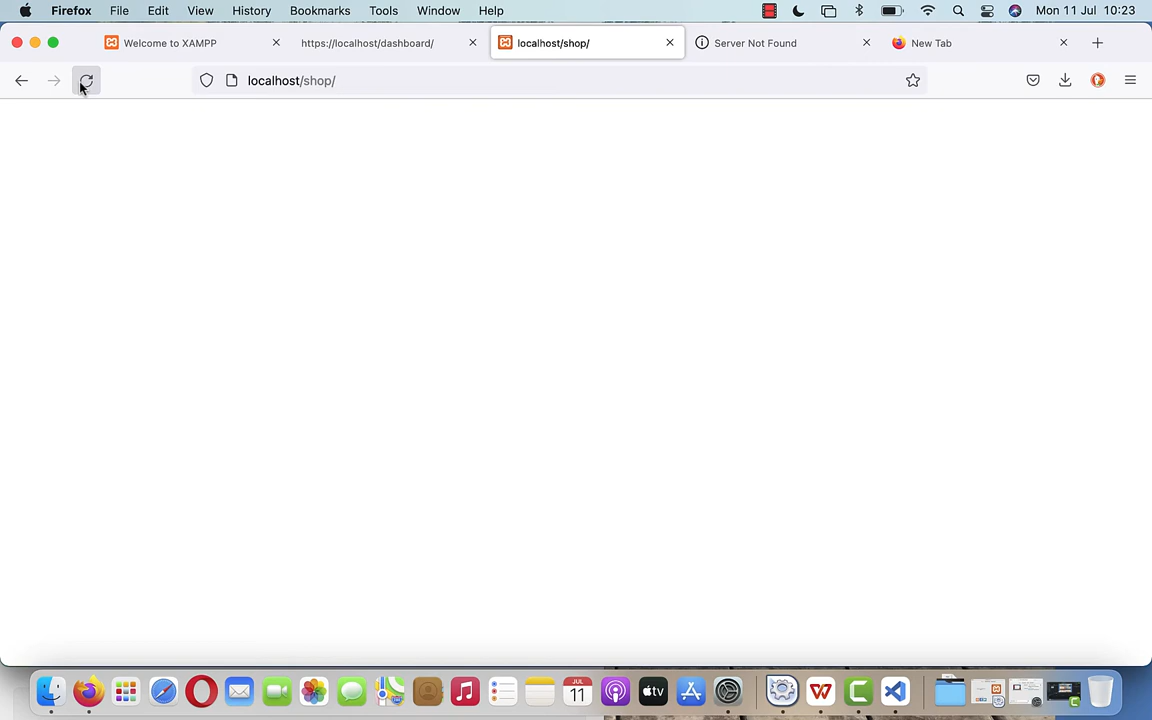 Firefox File Edit View History Bookmarks Tools Window Help Mon 11 Jul 10:23
Welcome to XAMPP https://localhost/dashboard/ localhost/shop/ Server Not Found New Tab
localhost/shop/
JUL
11
tv